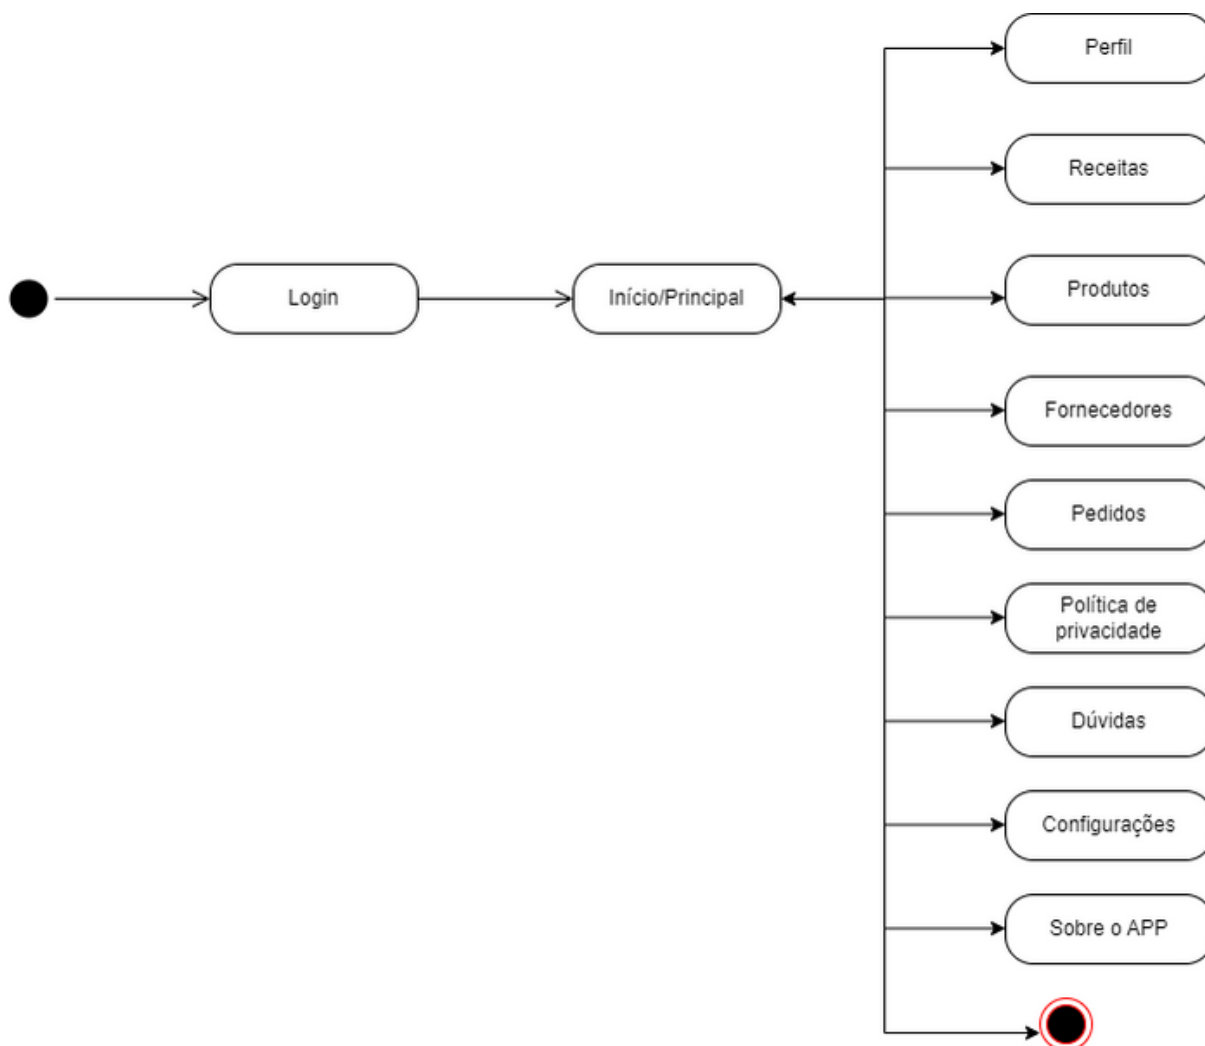 Perfil
Receitas
Login
Início/Principal
Produtos
Fornecedores
Pedidos
Política de
privacidade
Dúvidas
Configurações
Sobre o APP